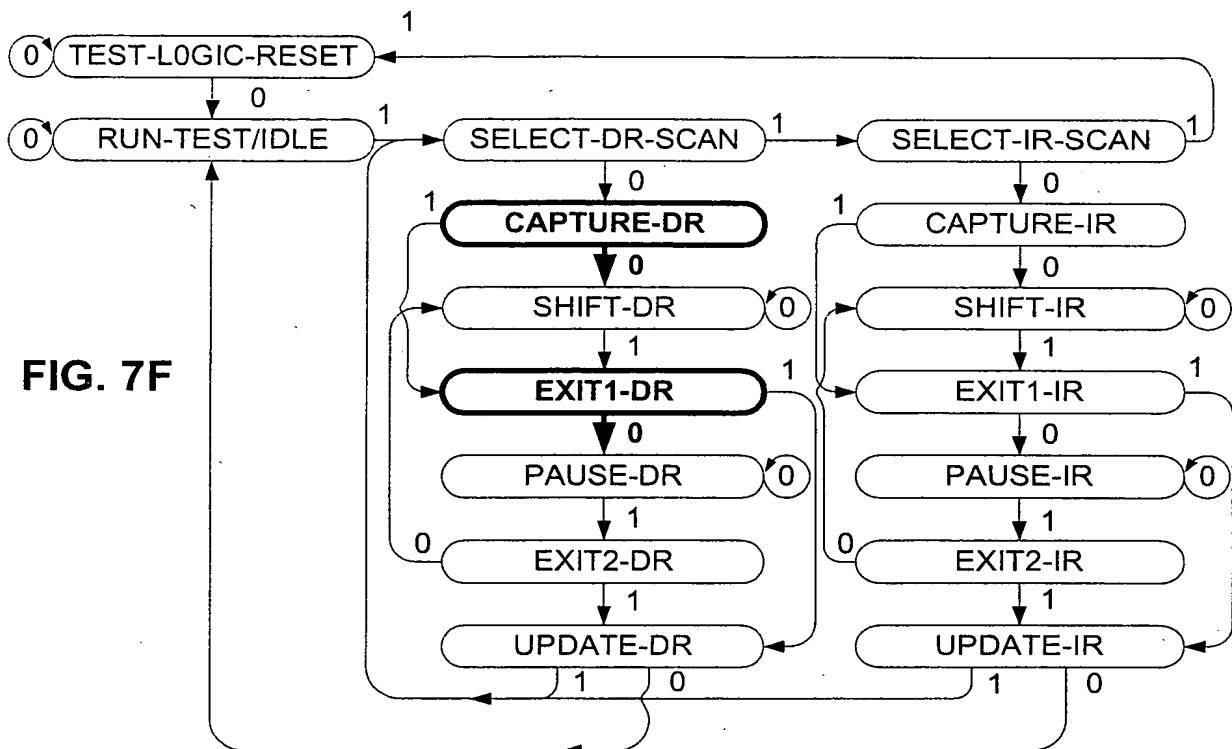 1
0 TEST-L0GIC-RESET
0
0 RUN-TEST/IDLE 1 SELECT-DR-SCAN 1 SELECT-IR-SCAN 1
0 0
1 CAPTURE-DR 1 CAPTURE-IR
0 0
SHIFT-DR 0 SHIFT-IR 0
1 1
FIG. 7F EXIT1-DR 1 EXIT1-IR 1
0 0
PAUSE-DR 0 PAUSE-IR 0
1 1
0 EXIT2-DR 0 EXIT2-IR
1 1
UPDATE-DR UPDATE-IR
1 0 1 0